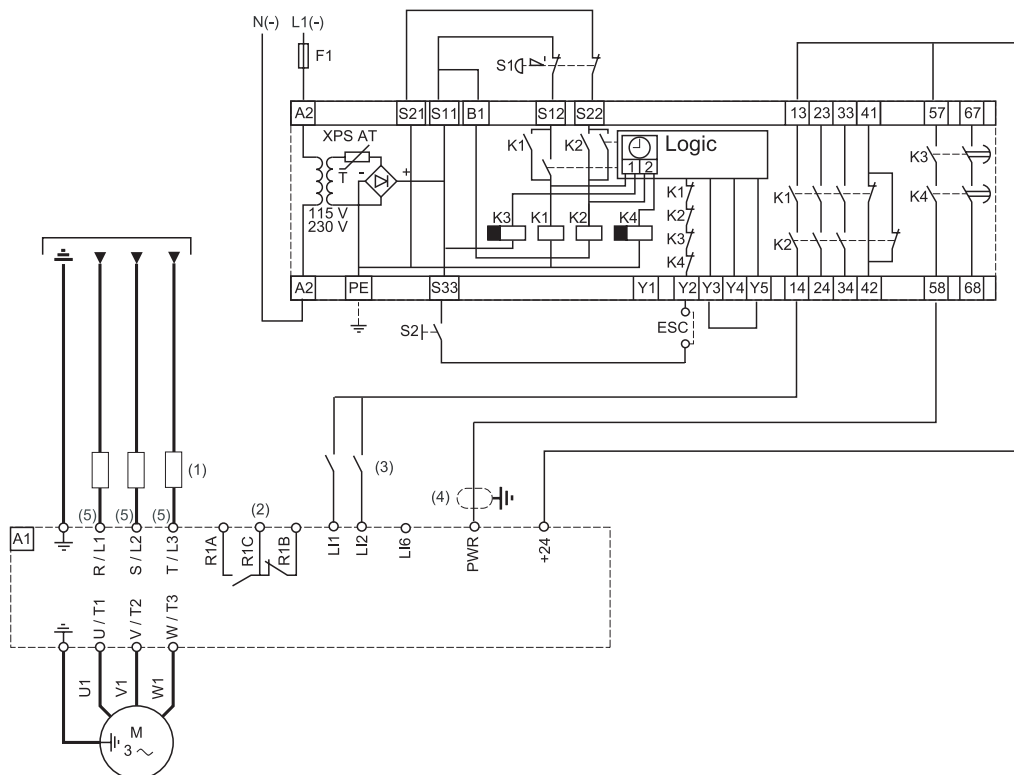 N(-) L1(-)
F1
S1
A2 S21 S11 B1 S12 S22 13 23 33 41 57 67
XPS AT
K1 K2 Logic
1 2
T - +
K3
115 V
230 V
K3 K1 K2 K4
K1
K2
K3
K4
K1
K2
K4
A2 PE S33 Y1 Y2 Y3 Y4 Y5 14 24 34 42 58 68
S2
ESC
(1)
(3)
(4)
(5) (5) (5)
(2)
A1
R / L1
S / L2
T / L3
R1A
R1C
R1B
LI1
LI2
LI6
PWR
+24
U / T1
V / T2
W / T3
U1
V1
W1
M
3 ~